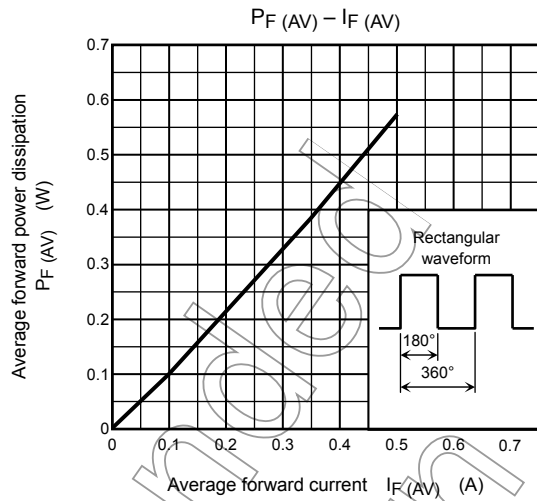 PF (AV) – IF (AV)
Average forward power dissipation
PF (AV) (W)
0.7
0.6
0.5
0.4
0.3
0.2
0.1
0
Rectangular
waveform
180°
360°
0 0.1 0.2 0.3 0.4 0.5 0.6 0.7
Average forward current IF (AV) (A)